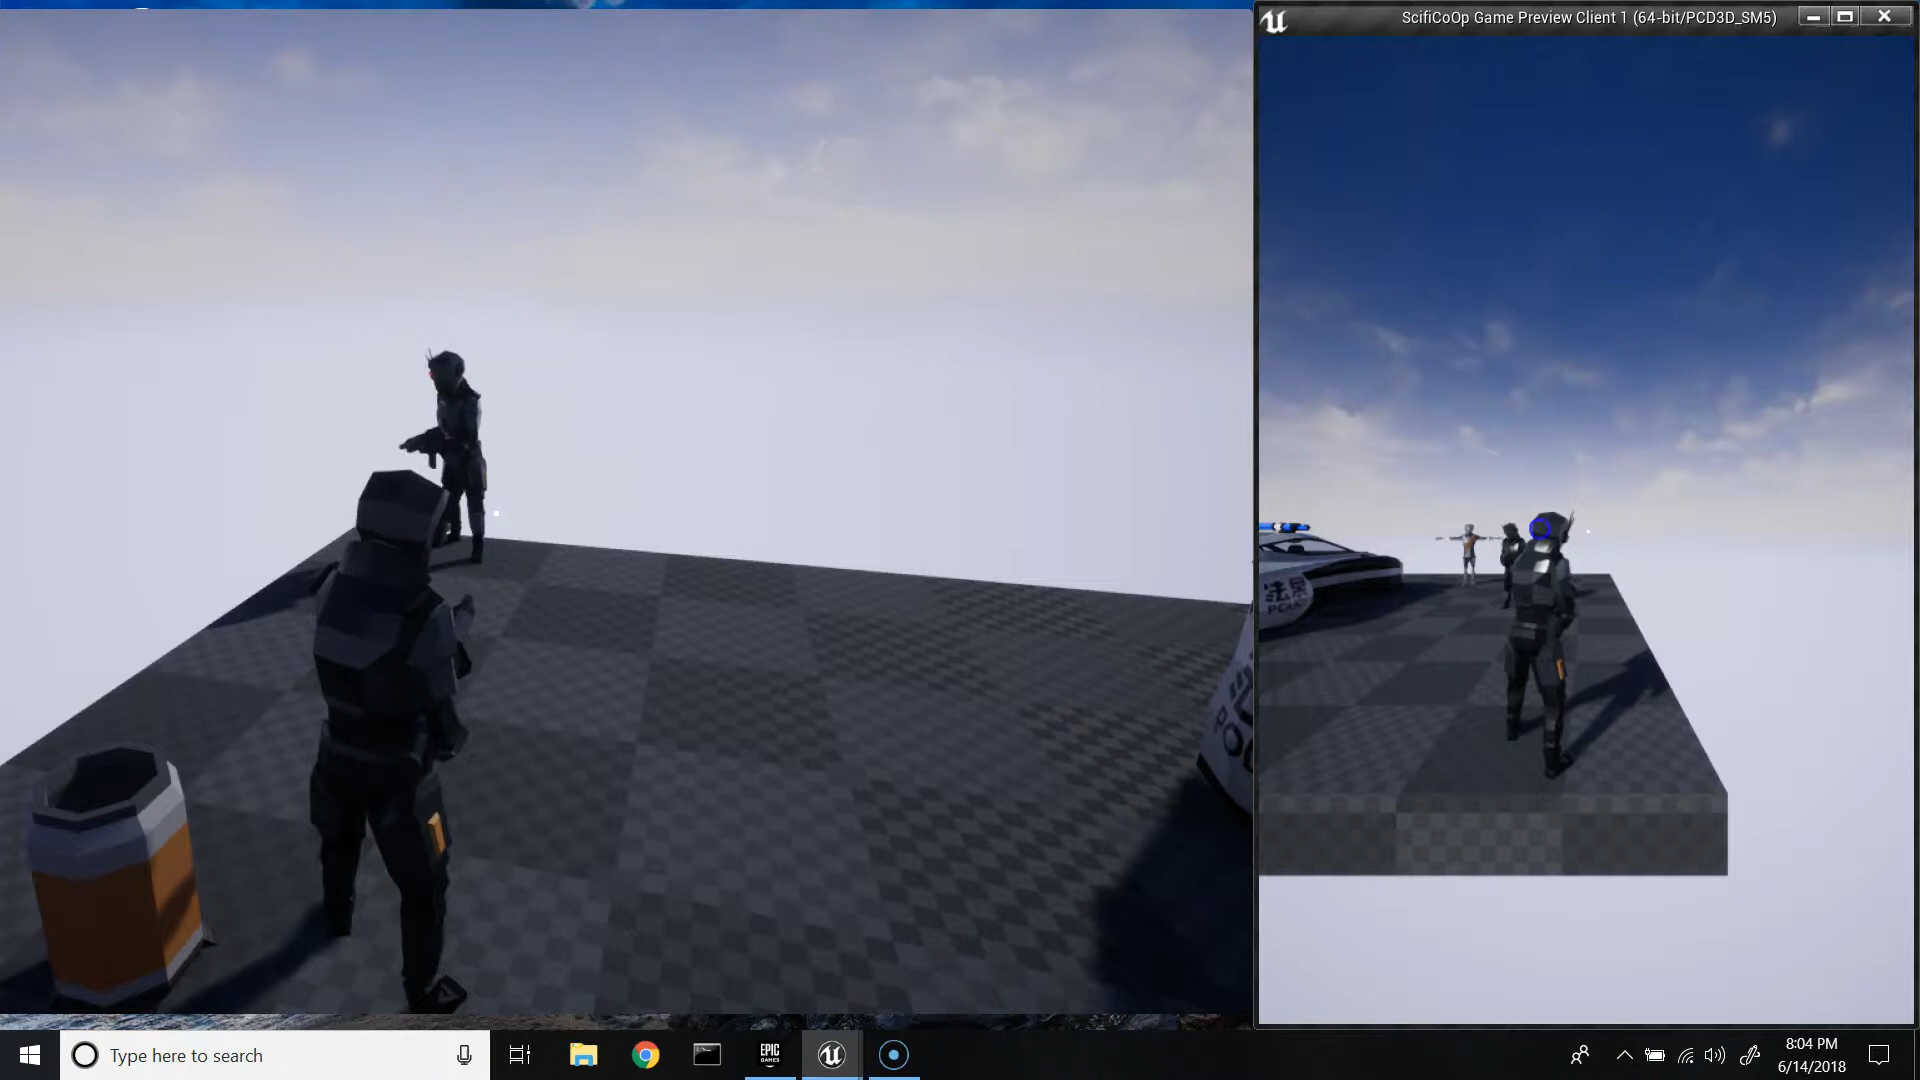 ScifiCoOp Game Preview Client 1 (64-bit/PCD3D_SM5)
POLICE
Type here to search
EPIC
GAMES
8:04 PM
6/14/2018